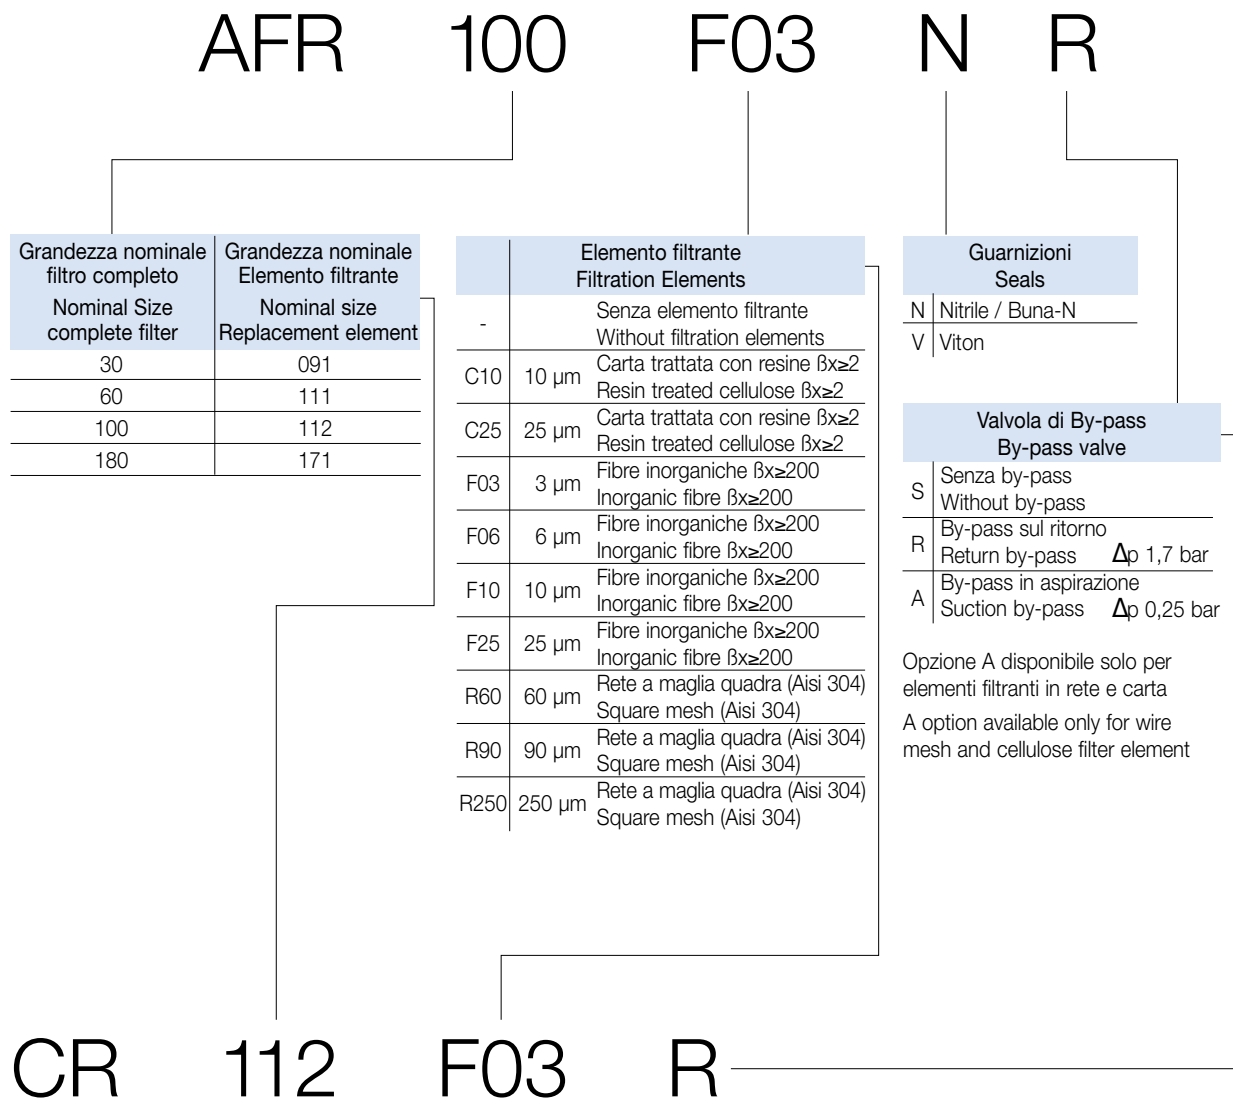 AFR 100 F03 N R
Grandezza nominale
filtro completo
Nominal Size
complete filter
Grandezza nominale
Elemento filtrante
Nominal size
Replacement element
30 091
60 111
100 112
180 171
Elemento filtrante
Filtration Elements
- Senza elemento filtrante
Without filtration elements
C10 10 µm Carta trattata con resine ßx≥2
Resin treated cellulose ßx≥2
C25 25 µm Carta trattata con resine ßx≥2
Resin treated cellulose ßx≥2
F03 3 µm Fibre inorganiche ßx≥200
Inorganic fibre ßx≥200
F06 6 µm Fibre inorganiche ßx≥200
Inorganic fibre ßx≥200
F10 10 µm Fibre inorganiche ßx≥200
Inorganic fibre ßx≥200
F25 25 µm Fibre inorganiche ßx≥200
Inorganic fibre ßx≥200
R60 60 µm Rete a maglia quadra (Aisi 304)
Square mesh (Aisi 304)
R90 90 µm Rete a maglia quadra (Aisi 304)
Square mesh (Aisi 304)
R250 250 µm Rete a maglia quadra (Aisi 304)
Square mesh (Aisi 304)
Guarnizioni
Seals
N Nitrile / Buna-N
V Viton
Valvola di By-pass
By-pass valve
S Senza by-pass
Without by-pass
R By-pass sul ritorno
Return by-pass Δp 1,7 bar
A By-pass in aspirazione
Suction by-pass Δp 0,25 bar
Opzione A disponibile solo per
elementi filtranti in rete e carta
A option available only for wire
mesh and cellulose filter element
CR 112 F03 R